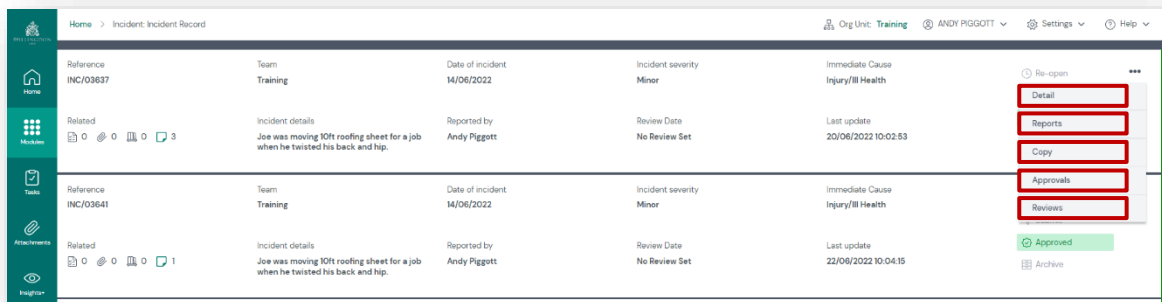 Home > Incident: Incident Record
Org Unit: Training ANDY PIGGOTT Settings Help
Home
Modules
Tasks
Attachments
Insights+
Reference Team Date of incident Incident severity Immediate Cause
INC/03637 Training 14/06/2022 Minor Injury/Ill Health
Re-open
Related Incident details Reported by Review Date Last update
0 0 0 3 Joe was moving 10ft roofing sheet for a job Andy Piggott No Review Set 20/06/2022 10:02:53
when he twisted his back and hip.
Detail
Reports
Copy
Approvals
Reviews
Reference Team Date of incident Incident severity Immediate Cause
INC/03641 Training 14/06/2022 Minor Injury/Ill Health
Related Incident details Reported by Review Date Last update
0 0 0 1 Joe was moving 10ft roofing sheet for a job Andy Piggott No Review Set 22/06/2022 10:04:15
when he twisted his back and hip.
Approved
Archive